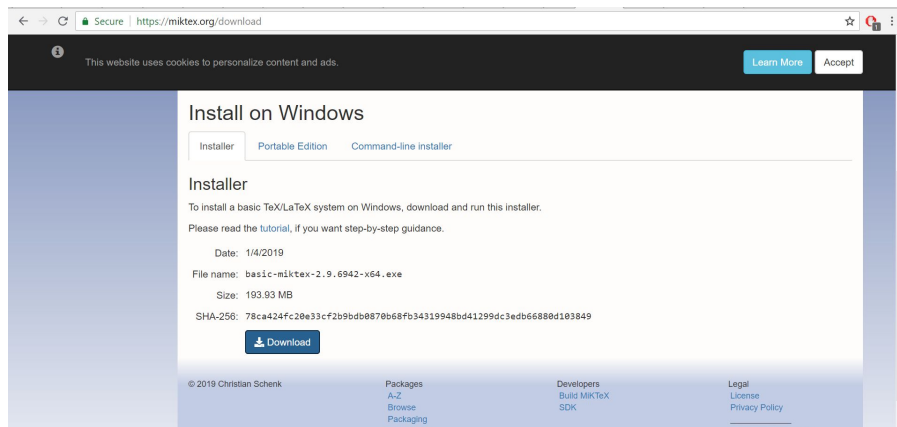 Secure | https://miktex.org/download
1
This website uses cookies to personalize content and ads.
Learn More
Accept
Install on Windows
Installer
Portable Edition
Command-line installer
Installer
To install a basic TeX/LaTeX system on Windows, download and run this installer.
Please read the tutorial, if you want step-by-step guidance.
Date: 1/4/2019
File name: basic-miktex-2.9.6942-x64.exe
Size: 193.93 MB
SHA-256: 78ca424fc20e33cf2b9bdb0870b68fb34319948bd41299dc3edb66880d103849
Download
© 2019 Christian Schenk
Packages
A-Z
Browse
Packaging
Developers
Build MiKTeX
SDK
Legal
License
Privacy Policy